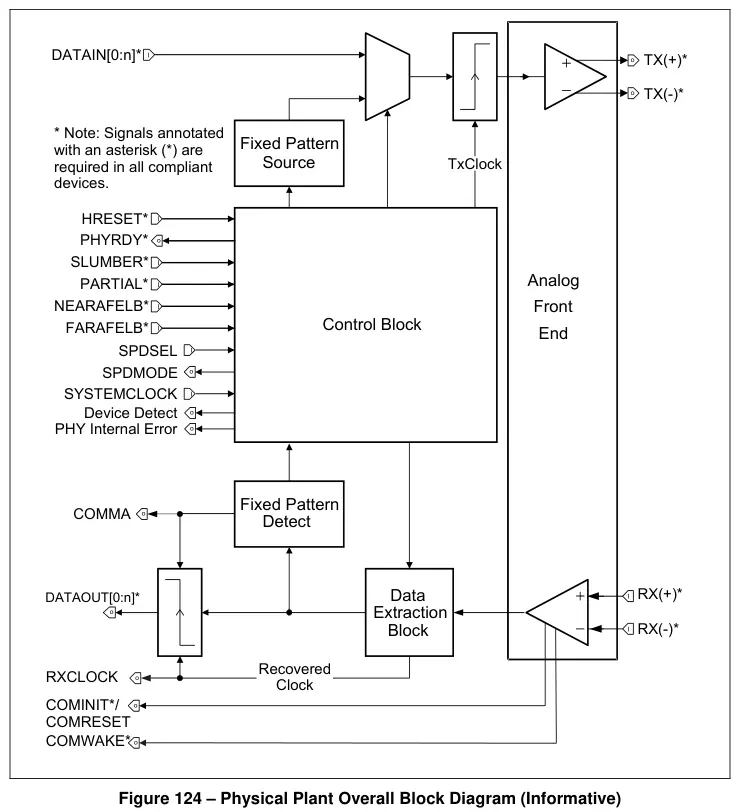 DATAIN[0:n]*
TX(+)*
TX(-)*
* Note: Signals annotated
with an asterisk (*) are
required in all compliant
devices.
Fixed Pattern
Source
TxClock
HRESET*
PHYRDY*
SLUMBER*
PARTIAL*
NEARAFELB*
FARAFELB*
SPDSEL
SPDMODE
SYSTEMCLOCK
Device Detect
PHY Internal Error
Control Block
Analog
Front
End
COMMA
Fixed Pattern
Detect
DATAOUT[0:n]*
Data
Extraction
Block
+
−
RX(+)*
RX(-)*
RXCLOCK
Recovered
Clock
COMINIT*/
COMRESET
COMWAKE*
Figure 124 – Physical Plant Overall Block Diagram (Informative)